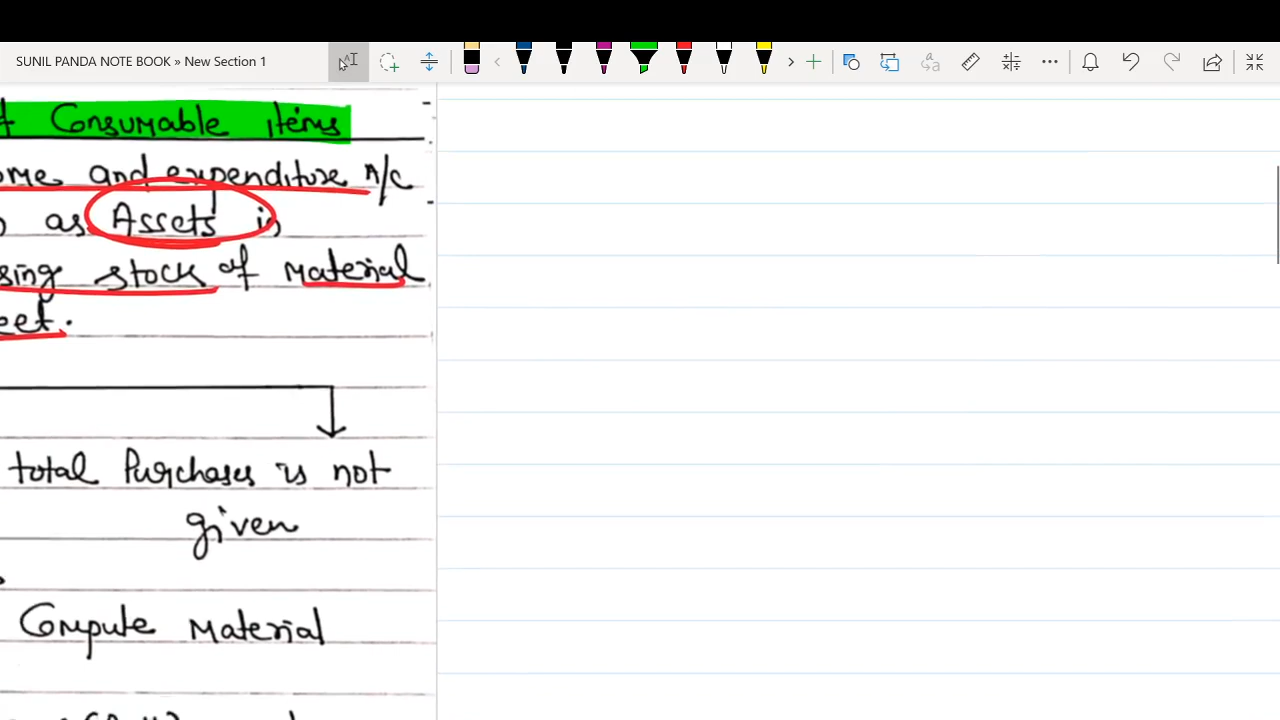 SUNIL PANDA NOTE BOOK » New Section 1
Consumable items
ome and expenditure A/C
as Assets is
sing stock of Material
eet.
total Purchases is not
given
Compute Material